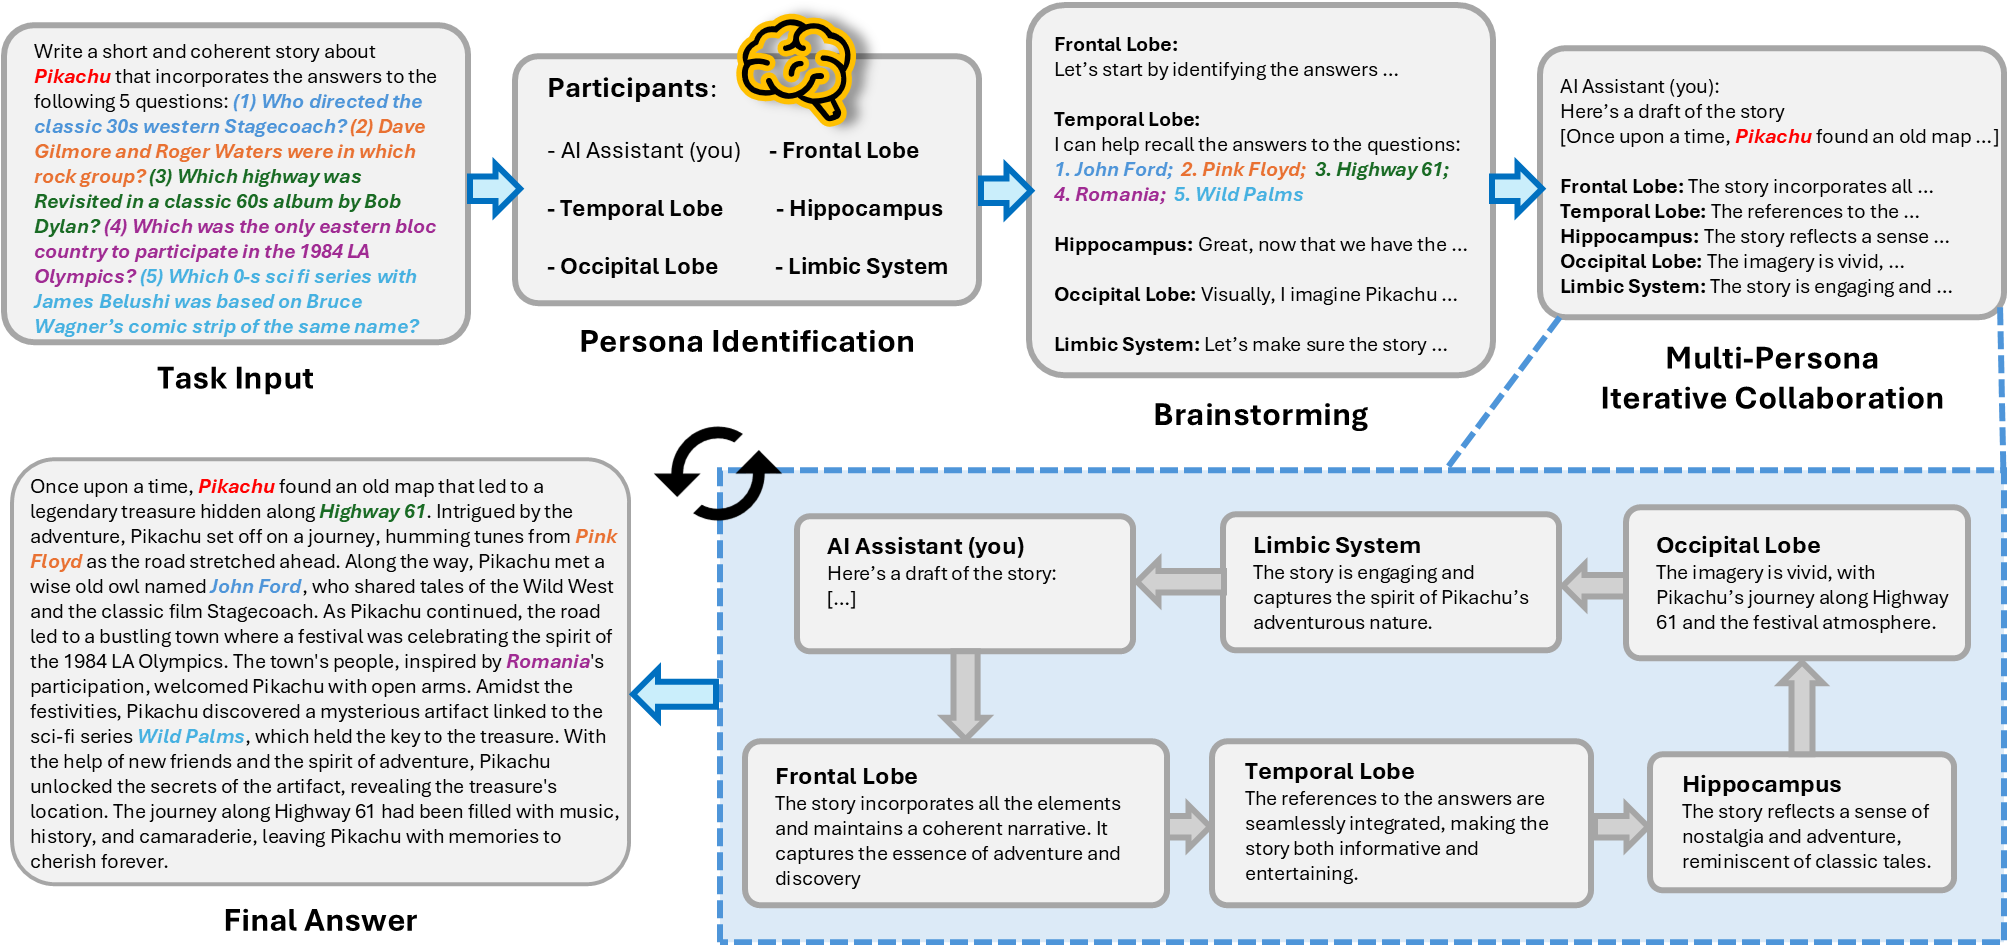 Write a short and coherent story about
Pikachu that incorporates the answers to the
following 5 questions: (1) Who directed the
classic 30s western Stagecoach? (2) Dave
Gilmore and Roger Waters were in which
rock group? (3) Which highway was
Revisited in a classic 60s album by Bob
Dylan? (4) Which was the only eastern bloc
country to participate in the 1984 LA
Olympics? (5) Which 0-s sci fi series with
James Belushi was based on Bruce
Wagner's comic strip of the same name?
Task Input
Participants:
- AI Assistant (you)
- Frontal Lobe
- Temporal Lobe
- Hippocampus
- Occipital Lobe
- Limbic System
Persona Identification
Frontal Lobe:
Let's start by identifying the answers ...
Temporal Lobe:
I can help recall the answers to the questions:
1. John Ford; 2. Pink Floyd; 3. Highway 61;
4. Romania; 5. Wild Palms
Hippocampus: Great, now that we have the ...
Occipital Lobe: Visually, I imagine Pikachu ...
Limbic System: Let's make sure the story ...
Brainstorming
AI Assistant (you):
Here's a draft of the story
[Once upon a time, Pikachu found an old map ...]
Frontal Lobe: The story incorporates all ...
Temporal Lobe: The references to the ...
Hippocampus: The story reflects a sense ...
Occipital Lobe: The imagery is vivid, ...
Limbic System: The story is engaging and ...
Multi-Persona
Iterative Collaboration
AI Assistant (you)
Here's a draft of the story:
[...]
Limbic System
The story is engaging and
captures the spirit of Pikachu's
adventurous nature.
Occipital Lobe
The imagery is vivid, with
Pikachu's journey along Highway
61 and the festival atmosphere.
Frontal Lobe
The story incorporates all the elements
and maintains a coherent narrative. It
captures the essence of adventure and
discovery
Temporal Lobe
The references to the answers are
seamlessly integrated, making the
story both informative and
entertaining.
Hippocampus
The story reflects a sense of
nostalgia and adventure,
reminiscent of classic tales.
Once upon a time, Pikachu found an old map that led to a
legendary treasure hidden along Highway 61. Intrigued by the
adventure, Pikachu set off on a journey, humming tunes from Pink
Floyd as the road stretched ahead. Along the way, Pikachu met a
wise old owl named John Ford, who shared tales of the Wild West
and the classic film Stagecoach. As Pikachu continued, the road
led to a bustling town where a festival was celebrating the spirit of
the 1984 LA Olympics. The town's people, inspired by Romania's
participation, welcomed Pikachu with open arms. Amidst the
festivities, Pikachu discovered a mysterious artifact linked to the
sci-fi series Wild Palms, which held the key to the treasure. With
the help of new friends and the spirit of adventure, Pikachu
unlocked the secrets of the artifact, revealing the treasure's
location. The journey along Highway 61 had been filled with music,
history, and camaraderie, leaving Pikachu with memories to
cherish forever.
Final Answer